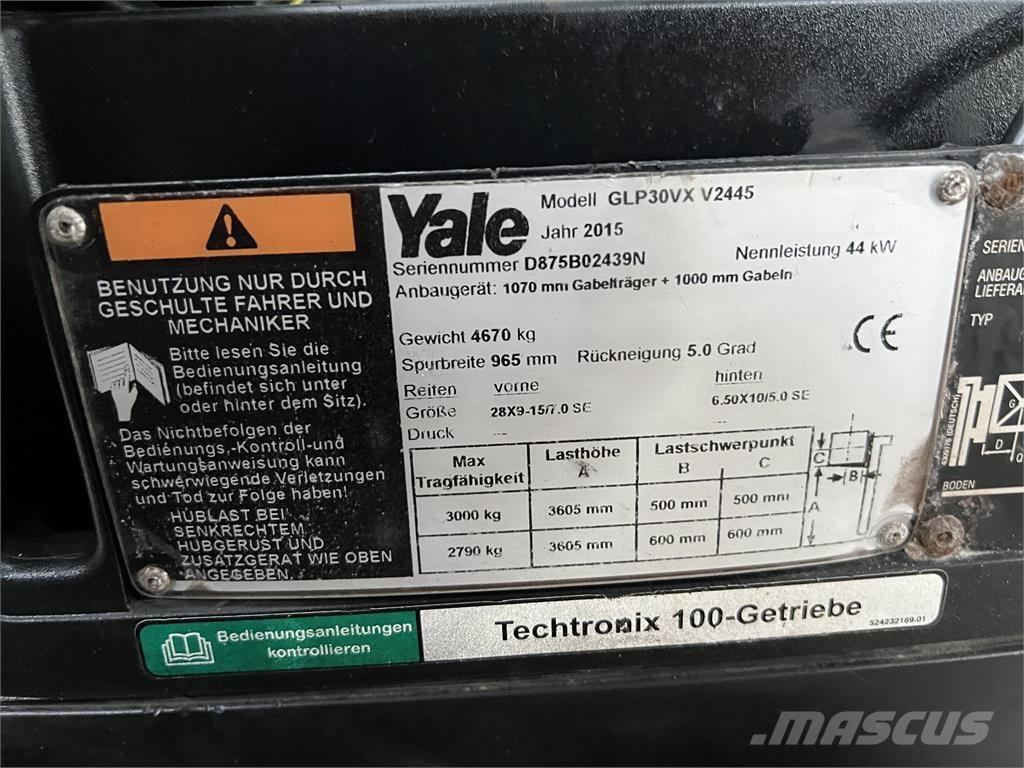 BENUTZUNG NUR DURCH
GESCHULTE FAHRER UND
MECHANIKER
Bitte lesen Sie die
Bedienungsanleitung
(befindet sich unter
oder hinter dem Sitz).
Das Nichtbefolgen der
Bedienungs,-Kontroll-und
Wartungsanweisung kann
schwerwiegende Verletzungen
und Tod zur Folge haben!
HUBLAST BEI
SENKRECHTEM
HUBGERUST UND
ZUSATZGERÄT WIE OBEN
ANGEGEBEN.
Yale
Modell GLP30VX V2445
Jahr 2015
Seriennummer D875B02439N Nennleistung 44 kW
Anbaugerät: 1070 mm Gabelträger + 1000 mm Gabeln
Gewicht 4670 kg
Spurbreite 965 mm Rückneigung 5.0 Grad
CE
Reifen vorne hinten
Größe 28X9-15/7.0 SE 6.50X10/5.0 SE
Druck --- ---
Max Tragfähigkeit Lasthöhe A Lastschwerpunkt B C
3000 kg 3605 mm 500 mm 500 mm
2790 kg 3605 mm 600 mm 600 mm
C
B
A
SERIEN
ANBAUG
LIEFERA
TYP
G
D
Q
BODEN
(DEUTSCH)
Bedienungsanleitungen
kontrollieren
Techtronix 100-Getriebe
524232169.01
MASCUS